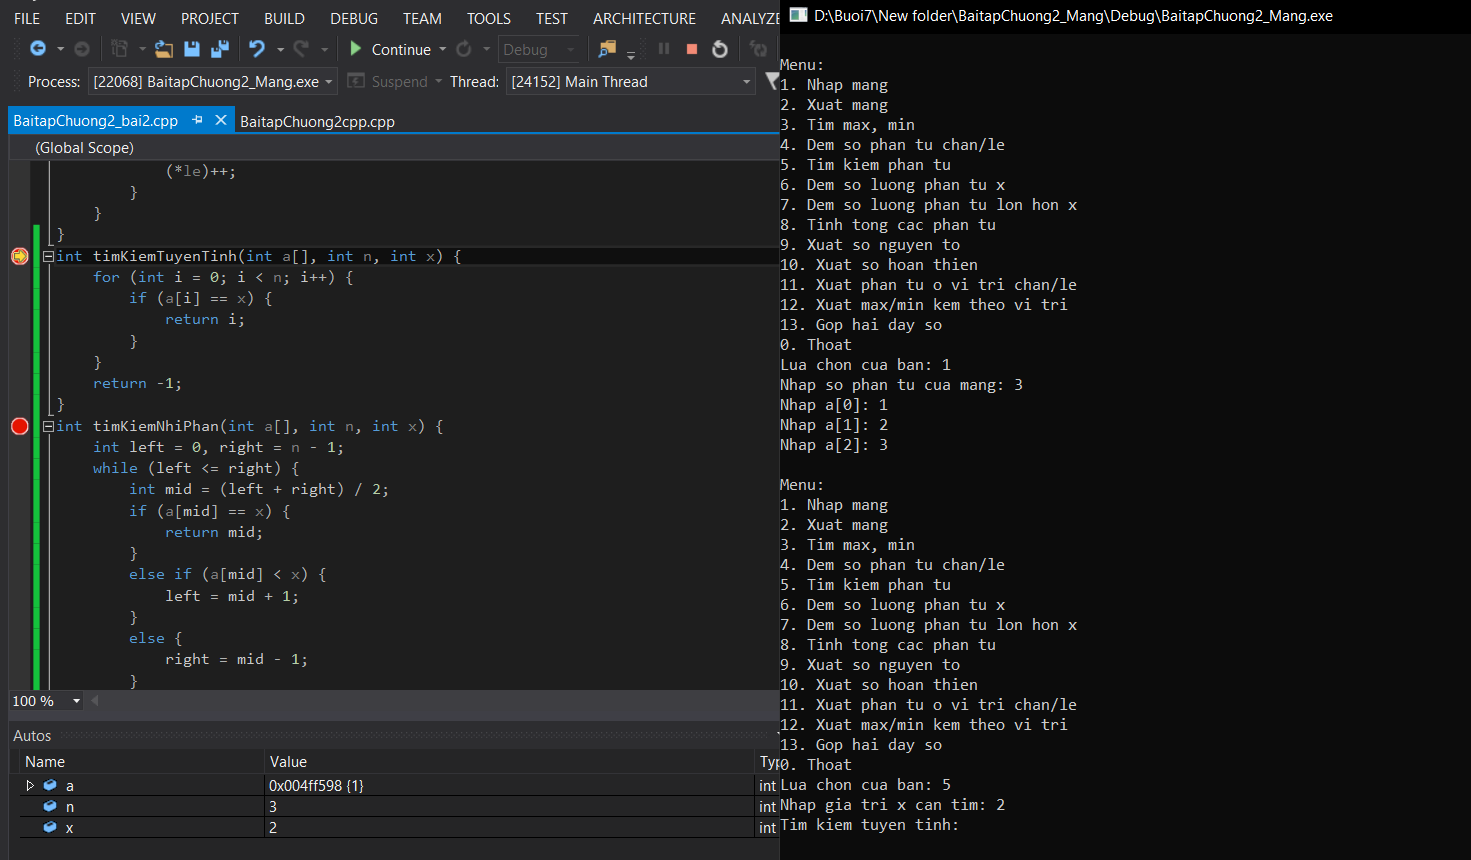 FILE EDIT VIEW PROJECT BUILD DEBUG TEAM TOOLS TEST ARCHITECTURE ANALYZE
Continue Debug
Process: [22068] BaitapChuong2_Mang.exe Suspend Thread: [24152] Main Thread
BaitapChuong2_bai2.cpp BaitapChuong2cpp.cpp
(Global Scope)
(*le)++;
}
}
}
int timKiemTuyenTinh(int a[], int n, int x) {
for (int i = 0; i < n; i++) {
if (a[i] == x) {
return i;
}
}
return -1;
}
int timKiemNhiPhan(int a[], int n, int x) {
int left = 0, right = n - 1;
while (left <= right) {
int mid = (left + right) / 2;
if (a[mid] == x) {
return mid;
}
else if (a[mid] < x) {
left = mid + 1;
}
else {
right = mid - 1;
}
100 %
Autos
Name Value Typ
a 0x004ff598 {1} int
n 3 int
x 2 int
D:\Buoi7\New folder\BaitapChuong2_Mang\Debug\BaitapChuong2_Mang.exe
Menu:
1. Nhap mang
2. Xuat mang
3. Tim max, min
4. Dem so phan tu chan/le
5. Tim kiem phan tu
6. Dem so luong phan tu x
7. Dem so luong phan tu lon hon x
8. Tinh tong cac phan tu
9. Xuat so nguyen to
10. Xuat so hoan thien
11. Xuat phan tu o vi tri chan/le
12. Xuat max/min kem theo vi tri
13. Gop hai day so
0. Thoat
Lua chon cua ban: 1
Nhap so phan tu cua mang: 3
Nhap a[0]: 1
Nhap a[1]: 2
Nhap a[2]: 3
Menu:
1. Nhap mang
2. Xuat mang
3. Tim max, min
4. Dem so phan tu chan/le
5. Tim kiem phan tu
6. Dem so luong phan tu x
7. Dem so luong phan tu lon hon x
8. Tinh tong cac phan tu
9. Xuat so nguyen to
10. Xuat so hoan thien
11. Xuat phan tu o vi tri chan/le
12. Xuat max/min kem theo vi tri
13. Gop hai day so
0. Thoat
Lua chon cua ban: 5
Nhap gia tri x can tim: 2
Tim kiem tuyen tinh: